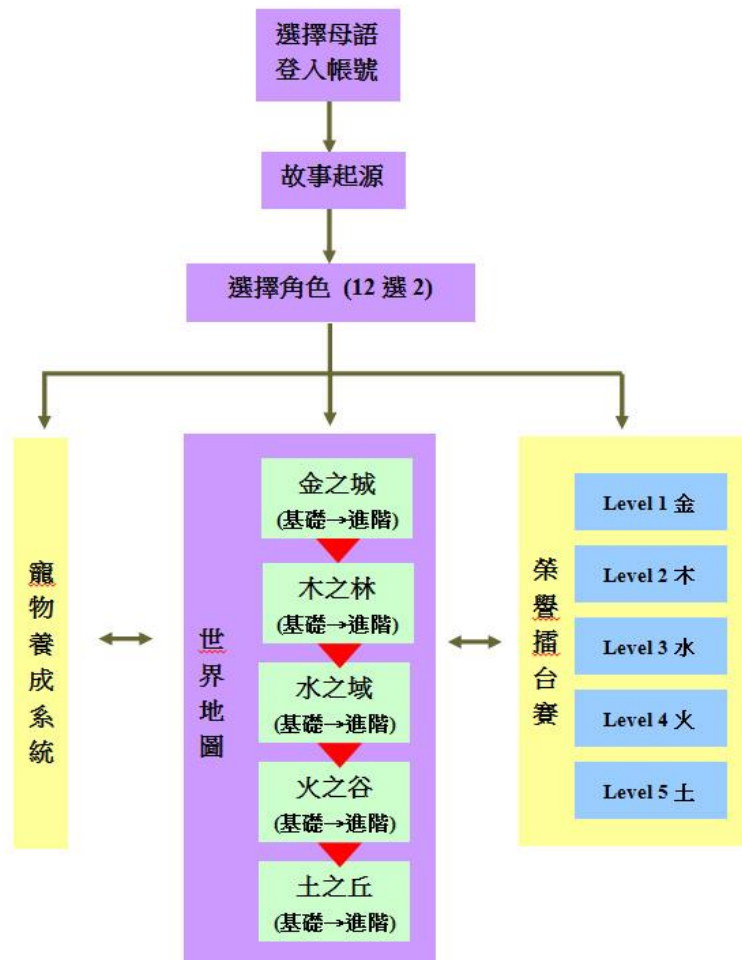 選擇母語
登入帳號
故事起源
選擇角色 (12 選 2)
寵物養成系統
世界地圖
金之城
(基礎→進階)
木之林
(基礎→進階)
水之域
(基礎→進階)
火之谷
(基礎→進階)
土之丘
(基礎→進階)
榮譽擂台賽
Level 1 金
Level 2 木
Level 3 水
Level 4 火
Level 5 土